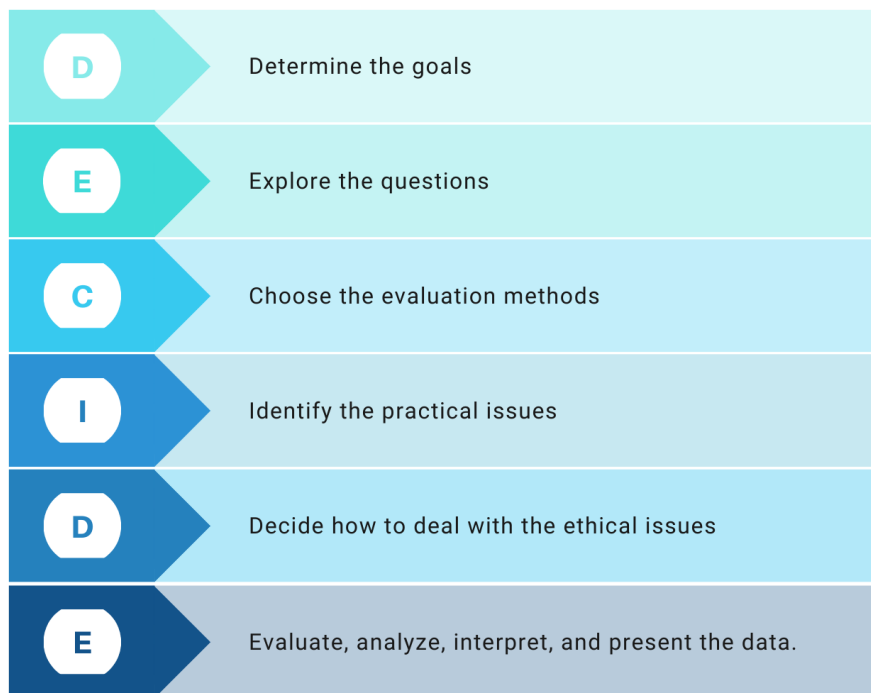 D
Determine the goals
E
Explore the questions
C
Choose the evaluation methods
I
Identify the practical issues
D
Decide how to deal with the ethical issues
E
Evaluate, analyze, interpret, and present the data.